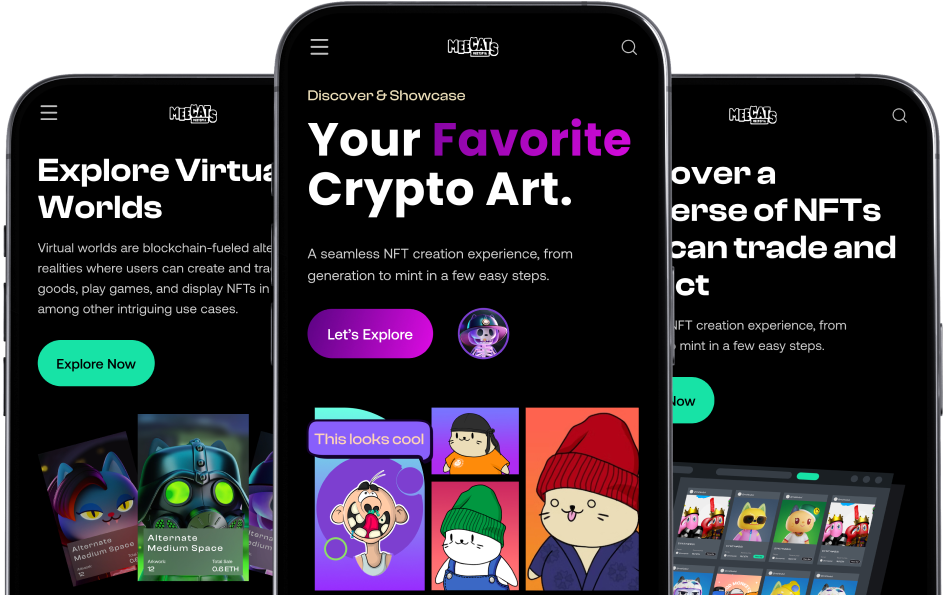 MEECATS
Explore Virtua
Worlds
Virtual worlds are blockchain-fueled alte
realities where users can create and tra
goods, play games, and display NFTs in
among other intriguing use cases.
Explore Now
Alternate
Medium Space
Artwork
12
Alternate
Medium Space
Artwork
12
Total Size
0.6 ETH
Alternate
Medium
MEECATS
Discover & Showcase
Your Favorite
Crypto Art.
A seamless NFT creation experience, from
generation to mint in a few easy steps.
Let's Explore
This looks cool
MEECATS
over a
erse of NFTs
can trade and
ct
NFT creation experience, from
mint in a few easy steps.
Now